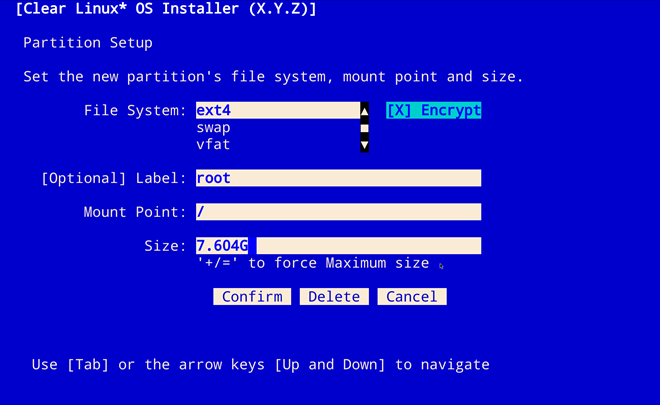 [Clear Linux* OS Installer (X.Y.Z)]
Partition Setup
Set the new partition's file system, mount point and size.
File System: ext4 [X] Encrypt
swap
vfat
[Optional] Label: root
Mount Point: /
Size: 7.604G
'+/=' to force Maximum size
Confirm Delete Cancel
Use [Tab] or the arrow keys [Up and Down] to navigate